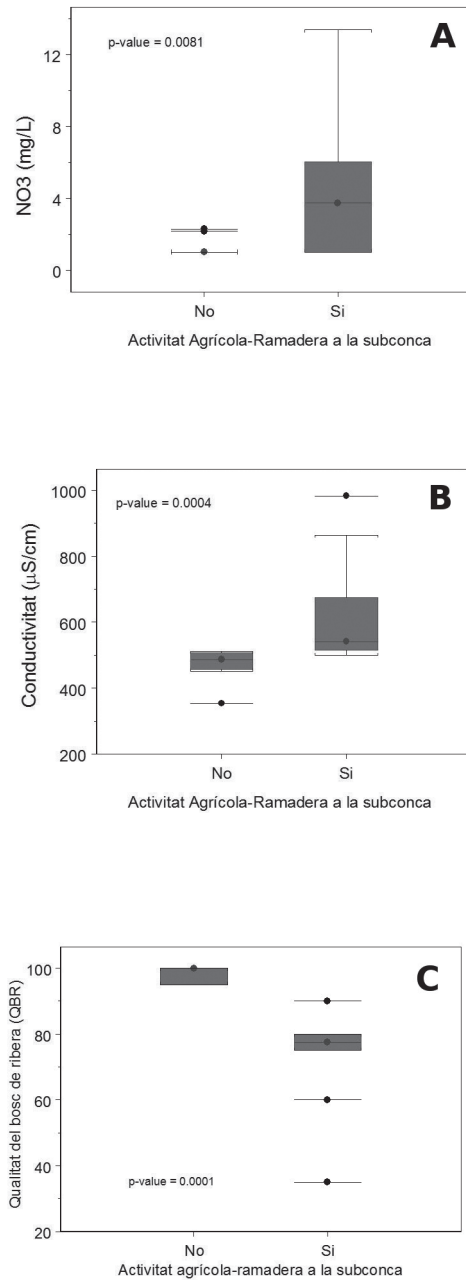 A
p-value = 0.0081
12
8
4
0
NO3 (mg/L)
No Si
Activitat Agrícola-Ramadera a la subconca
B
p-value = 0.0004
1000
800
600
400
200
Conductivitat (µS/cm)
No Si
Activitat Agrícola-Ramadera a la subconca
C
100
80
60
40
20
Qualitat del bosc de ribera (QBR)
p-value = 0.0001
No Si
Activitat agrícola-ramadera a la subconca